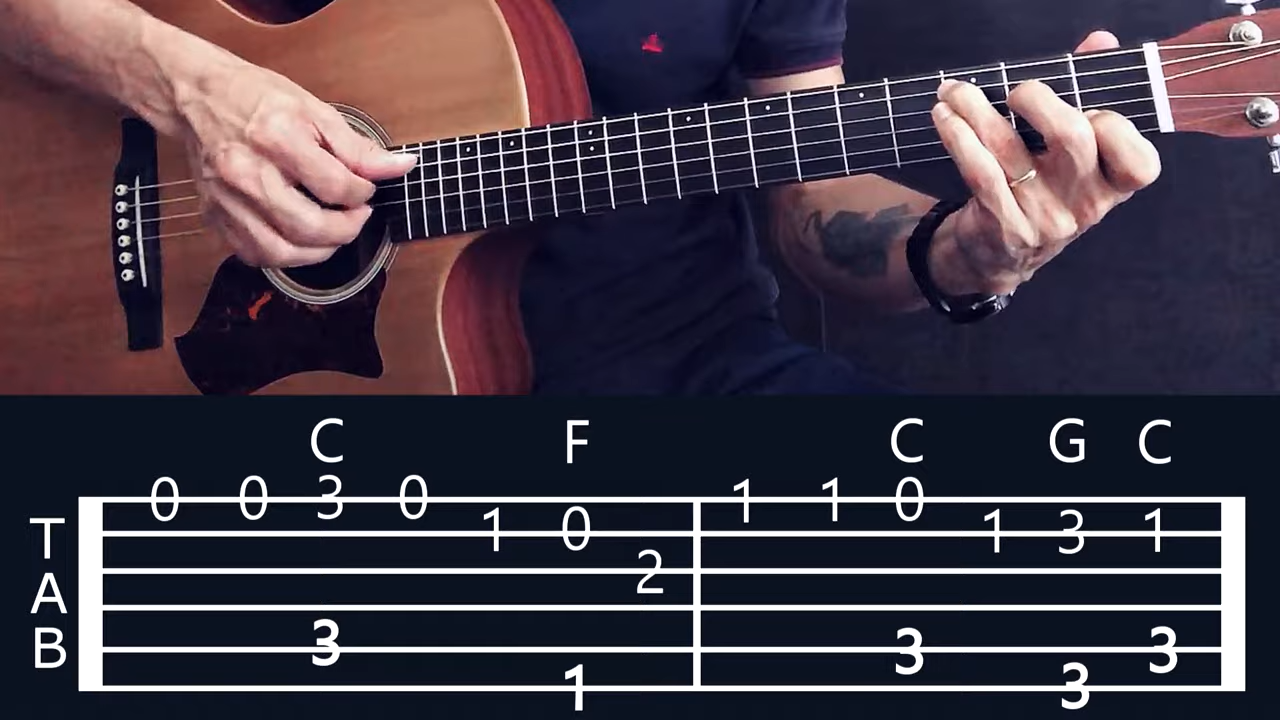 C F C G C
0 0 3 0 1 1 0
T 1 0 1 3 1
2
A
B 3 3 3
1 3